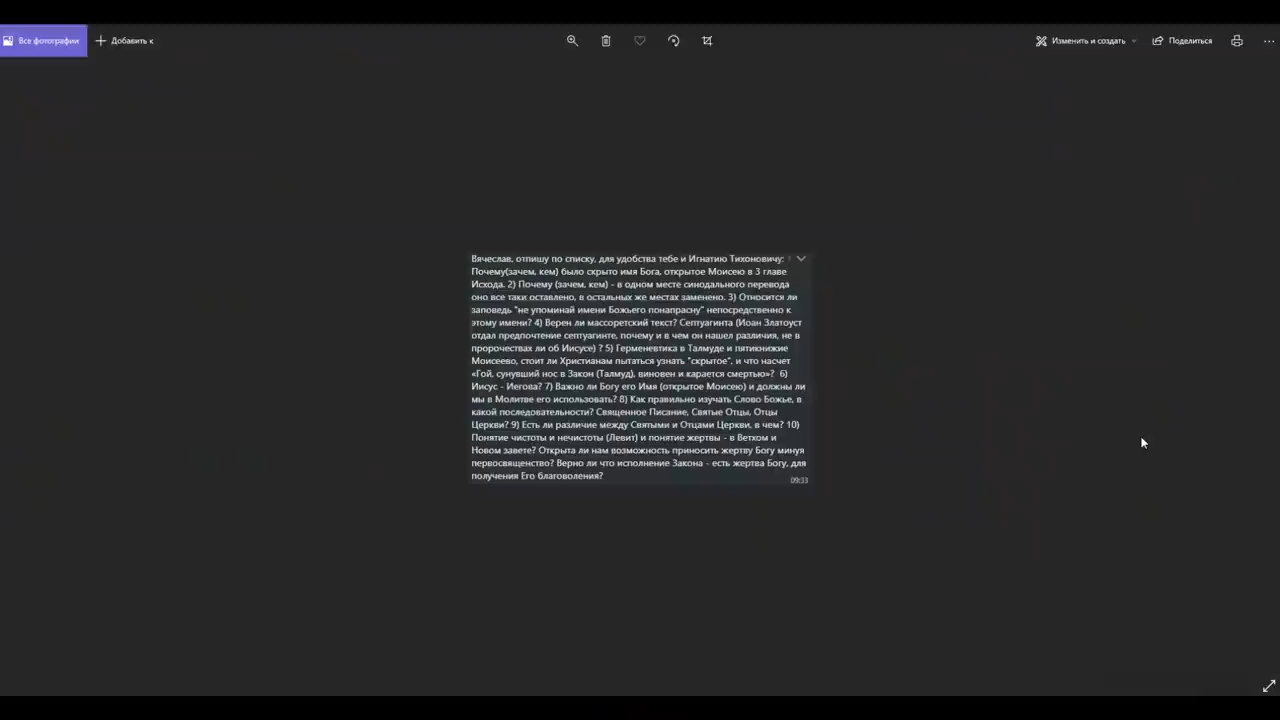 Все фотографии
Добавить к
Изменить и создать
Поделиться
Вячеслав, отпишу по списку, для удобства тебе и Игнатию Тихоновичу:
Почему(зачем, кем) было скрыто имя Бога, открытое Моисею в 3 главе
Исхода. 2) Почему (зачем, кем) - в одном месте синодального перевода
оно все таки оставлено, в остальных же местах заменено. 3) Относится ли
заповедь "не упоминай имени Божьего понапрасну" непосредственно к
этому имени? 4) Верен ли массоретский текст? Септуагинта (Иоан Златоуст
отдал предпочтение септуагинте, почему и в чем он нашел различия, не в
пророчествах ли об Иисусе) ? 5) Герменевтика в Талмуде и пятикнижие
Моисеево, стоит ли Христианам пытаться узнать "скрытое", и что насчет
«Гой, сунувший нос в Закон (Талмуд), виновен и карается смертью»? 6)
Иисус - Иегова? 7) Важно ли Богу его Имя (открытое Моисею) и должны ли
мы в Молитве его использовать? 8) Как правильно изучать Слово Божье, в
какой последовательности? Священное Писание, Святые Отцы, Отцы
Церкви? 9) Есть ли различие между Святыми и Отцами Церкви, в чем? 10)
Понятие чистоты и нечистоты (Левит) и понятие жертвы - в Ветхом и
Новом завете? Открыта ли нам возможность приносить жертву Богу минуя
первосвященство? Верно ли что исполнение Закона - есть жертва Богу, для
получения Его благоволения?
09:33